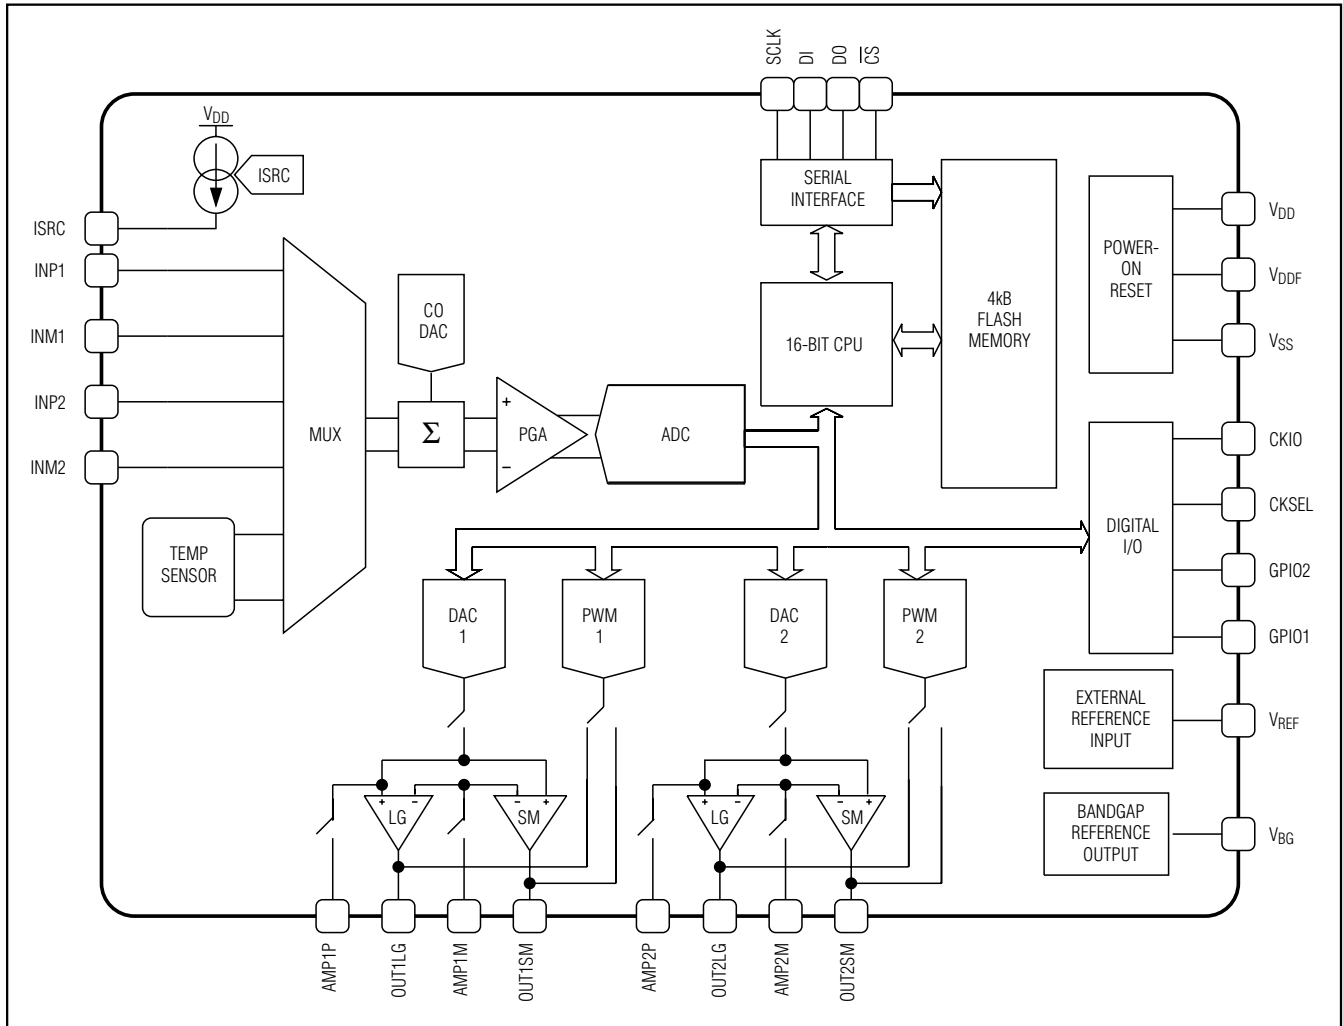 SCLK
DI
DO
CS
VDD
ISRC
SERIAL
INTERFACE
4kB
FLASH
MEMORY
POWER-
ON
RESET
VDD
VDDF
VSS
ISRC
INP1
INM1
INP2
INM2
CO
DAC
16-BIT CPU
MUX
Σ
+
−
PGA
ADC
DIGITAL
I/O
CKIO
CKSEL
GPIO2
GPIO1
TEMP
SENSOR
DAC
1
PWM
1
DAC
2
PWM
2
EXTERNAL
REFERENCE
INPUT
VREF
BANDGAP
REFERENCE
OUTPUT
VBG
+ −
LG
− +
SM
+ −
LG
− +
SM
AMP1P
OUT1LG
AMP1M
OUT1SM
AMP2P
OUT2LG
AMP2M
OUT2SM